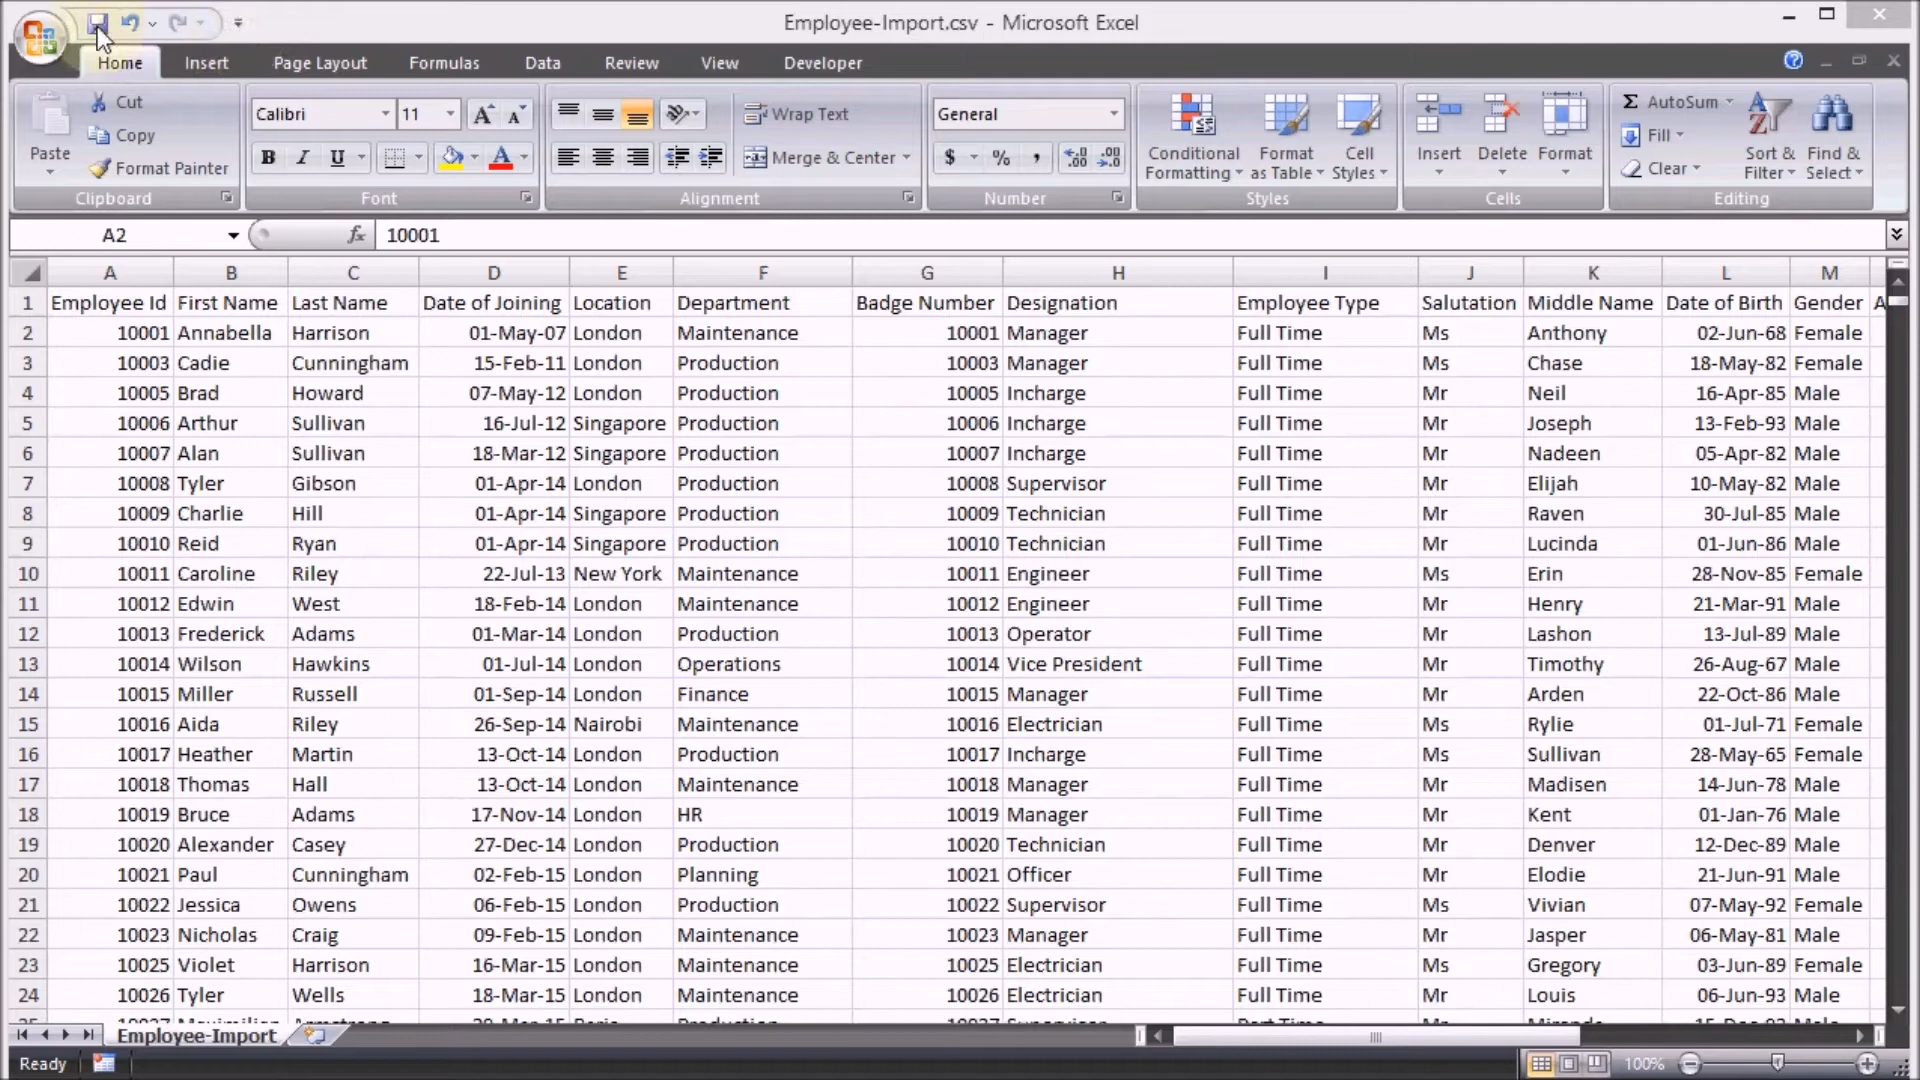 Employee-Import.csv - Microsoft Excel
Home Insert Page Layout Formulas Data Review View Developer
Cut
Copy
Format Painter
Paste
Clipboard
Calibri 11
B I U A
Font
Wrap Text
Merge & Center
Alignment
General
$ % ,
Number
Conditional Formatting
Format as Table
Cell Styles
Styles
Insert Delete Format
Cells
Σ AutoSum
Fill
Clear
Sort & Filter
Find & Select
Editing
A2 fx 10001
A B C D E F G H I J K L M
1 Employee Id First Name Last Name Date of Joining Location Department Badge Number Designation Employee Type Salutation Middle Name Date of Birth Gender A
2 10001 Annabella Harrison 01-May-07 London Maintenance 10001 Manager Full Time Ms Anthony 02-Jun-68 Female
3 10003 Cadie Cunningham 15-Feb-11 London Production 10003 Manager Full Time Ms Chase 18-May-82 Female
4 10005 Brad Howard 07-May-12 London Production 10005 Incharge Full Time Mr Neil 16-Apr-85 Male
5 10006 Arthur Sullivan 16-Jul-12 Singapore Production 10006 Incharge Full Time Mr Joseph 13-Feb-93 Male
6 10007 Alan Sullivan 18-Mar-12 Singapore Production 10007 Incharge Full Time Mr Nadeen 05-Apr-82 Male
7 10008 Tyler Gibson 01-Apr-14 London Production 10008 Supervisor Full Time Mr Elijah 10-May-82 Male
8 10009 Charlie Hill 01-Apr-14 Singapore Production 10009 Technician Full Time Mr Raven 30-Jul-85 Male
9 10010 Reid Ryan 01-Apr-14 Singapore Production 10010 Technician Full Time Mr Lucinda 01-Jun-86 Male
10 10011 Caroline Riley 22-Jul-13 New York Maintenance 10011 Engineer Full Time Ms Erin 28-Nov-85 Female
11 10012 Edwin West 18-Feb-14 London Maintenance 10012 Engineer Full Time Mr Henry 21-Mar-91 Male
12 10013 Frederick Adams 01-Mar-14 London Production 10013 Operator Full Time Mr Lashon 13-Jul-89 Male
13 10014 Wilson Hawkins 01-Jul-14 London Operations 10014 Vice President Full Time Mr Timothy 26-Aug-67 Male
14 10015 Miller Russell 01-Sep-14 London Finance 10015 Manager Full Time Mr Arden 22-Oct-86 Male
15 10016 Aida Riley 26-Sep-14 Nairobi Maintenance 10016 Electrician Full Time Ms Rylie 01-Jul-71 Female
16 10017 Heather Martin 13-Oct-14 London Production 10017 Incharge Full Time Ms Sullivan 28-May-65 Female
17 10018 Thomas Hall 13-Oct-14 London Maintenance 10018 Manager Full Time Mr Madisen 14-Jun-78 Male
18 10019 Bruce Adams 17-Nov-14 London HR 10019 Manager Full Time Mr Kent 01-Jan-76 Male
19 10020 Alexander Casey 27-Dec-14 London Production 10020 Technician Full Time Mr Denver 12-Dec-89 Male
20 10021 Paul Cunningham 02-Feb-15 London Planning 10021 Officer Full Time Mr Elodie 21-Jun-91 Male
21 10022 Jessica Owens 06-Feb-15 London Production 10022 Supervisor Full Time Ms Vivian 07-May-92 Female
22 10023 Nicholas Craig 09-Feb-15 London Maintenance 10023 Manager Full Time Mr Jasper 06-May-81 Male
23 10025 Violet Harrison 16-Mar-15 London Maintenance 10025 Electrician Full Time Ms Gregory 03-Jun-89 Female
24 10026 Tyler Wells 18-Mar-15 London Maintenance 10026 Electrician Full Time Mr Louis 06-Jun-93 Male
Employee-Import
Ready 100%